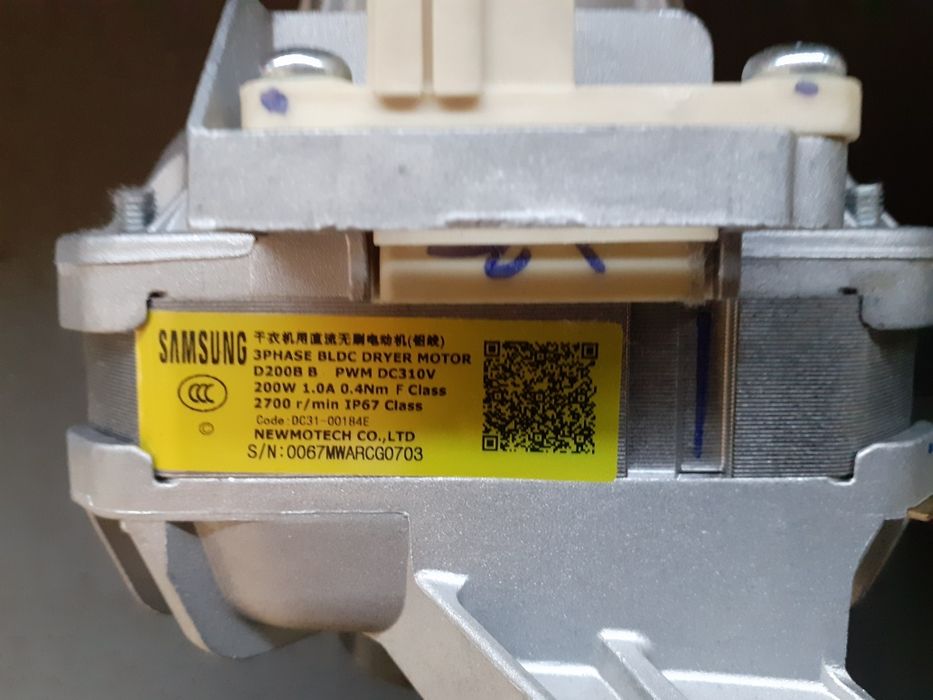 SAMSUNG
干衣机用直流无刷电动机(铝线)
3PHASE BLDC DRYER MOTOR
D200B B PWM DC310V
200W 1.0A 0.4Nm F Class
2700 r/min IP67 Class
Code:DC31-00184E
NEWMOTECH CO.,LTD
S/N:0067MWARCG0703
CCC
©